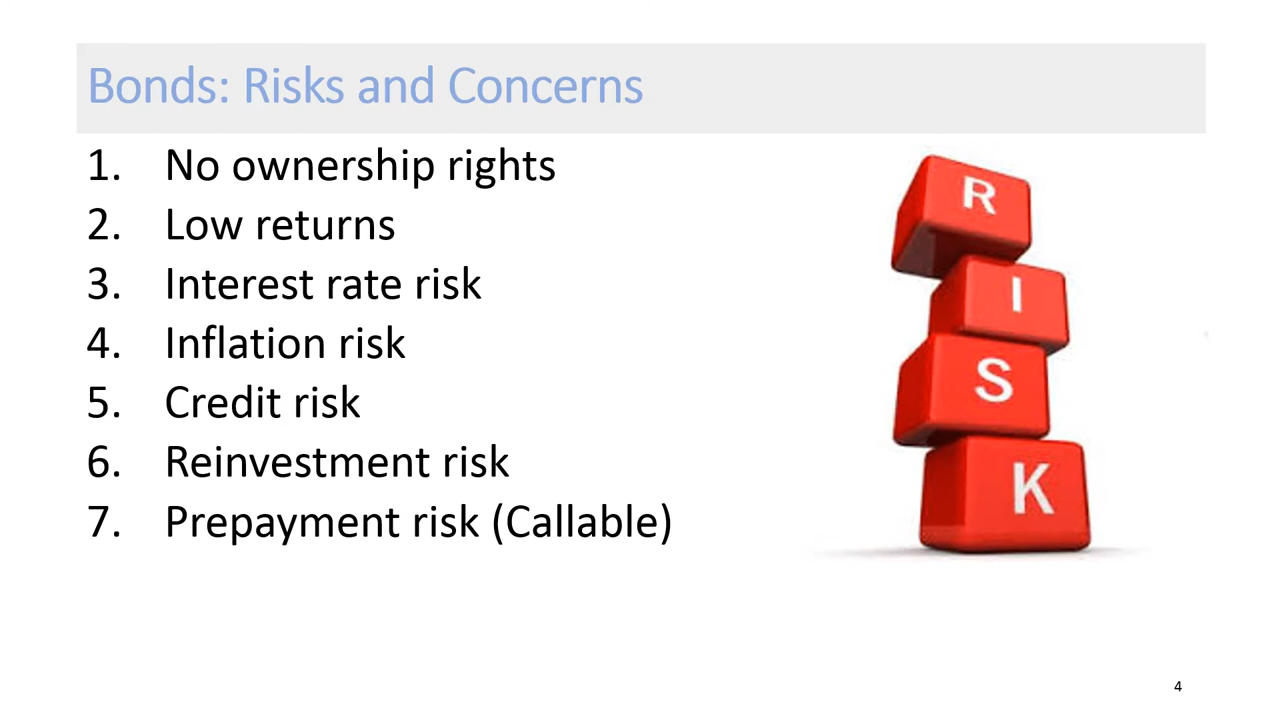 Bonds: Risks and Concerns
1. No ownership rights
2. Low returns
3. Interest rate risk
4. Inflation risk
5. Credit risk
6. Reinvestment risk
7. Prepayment risk (Callable)
R
I
S
K
4